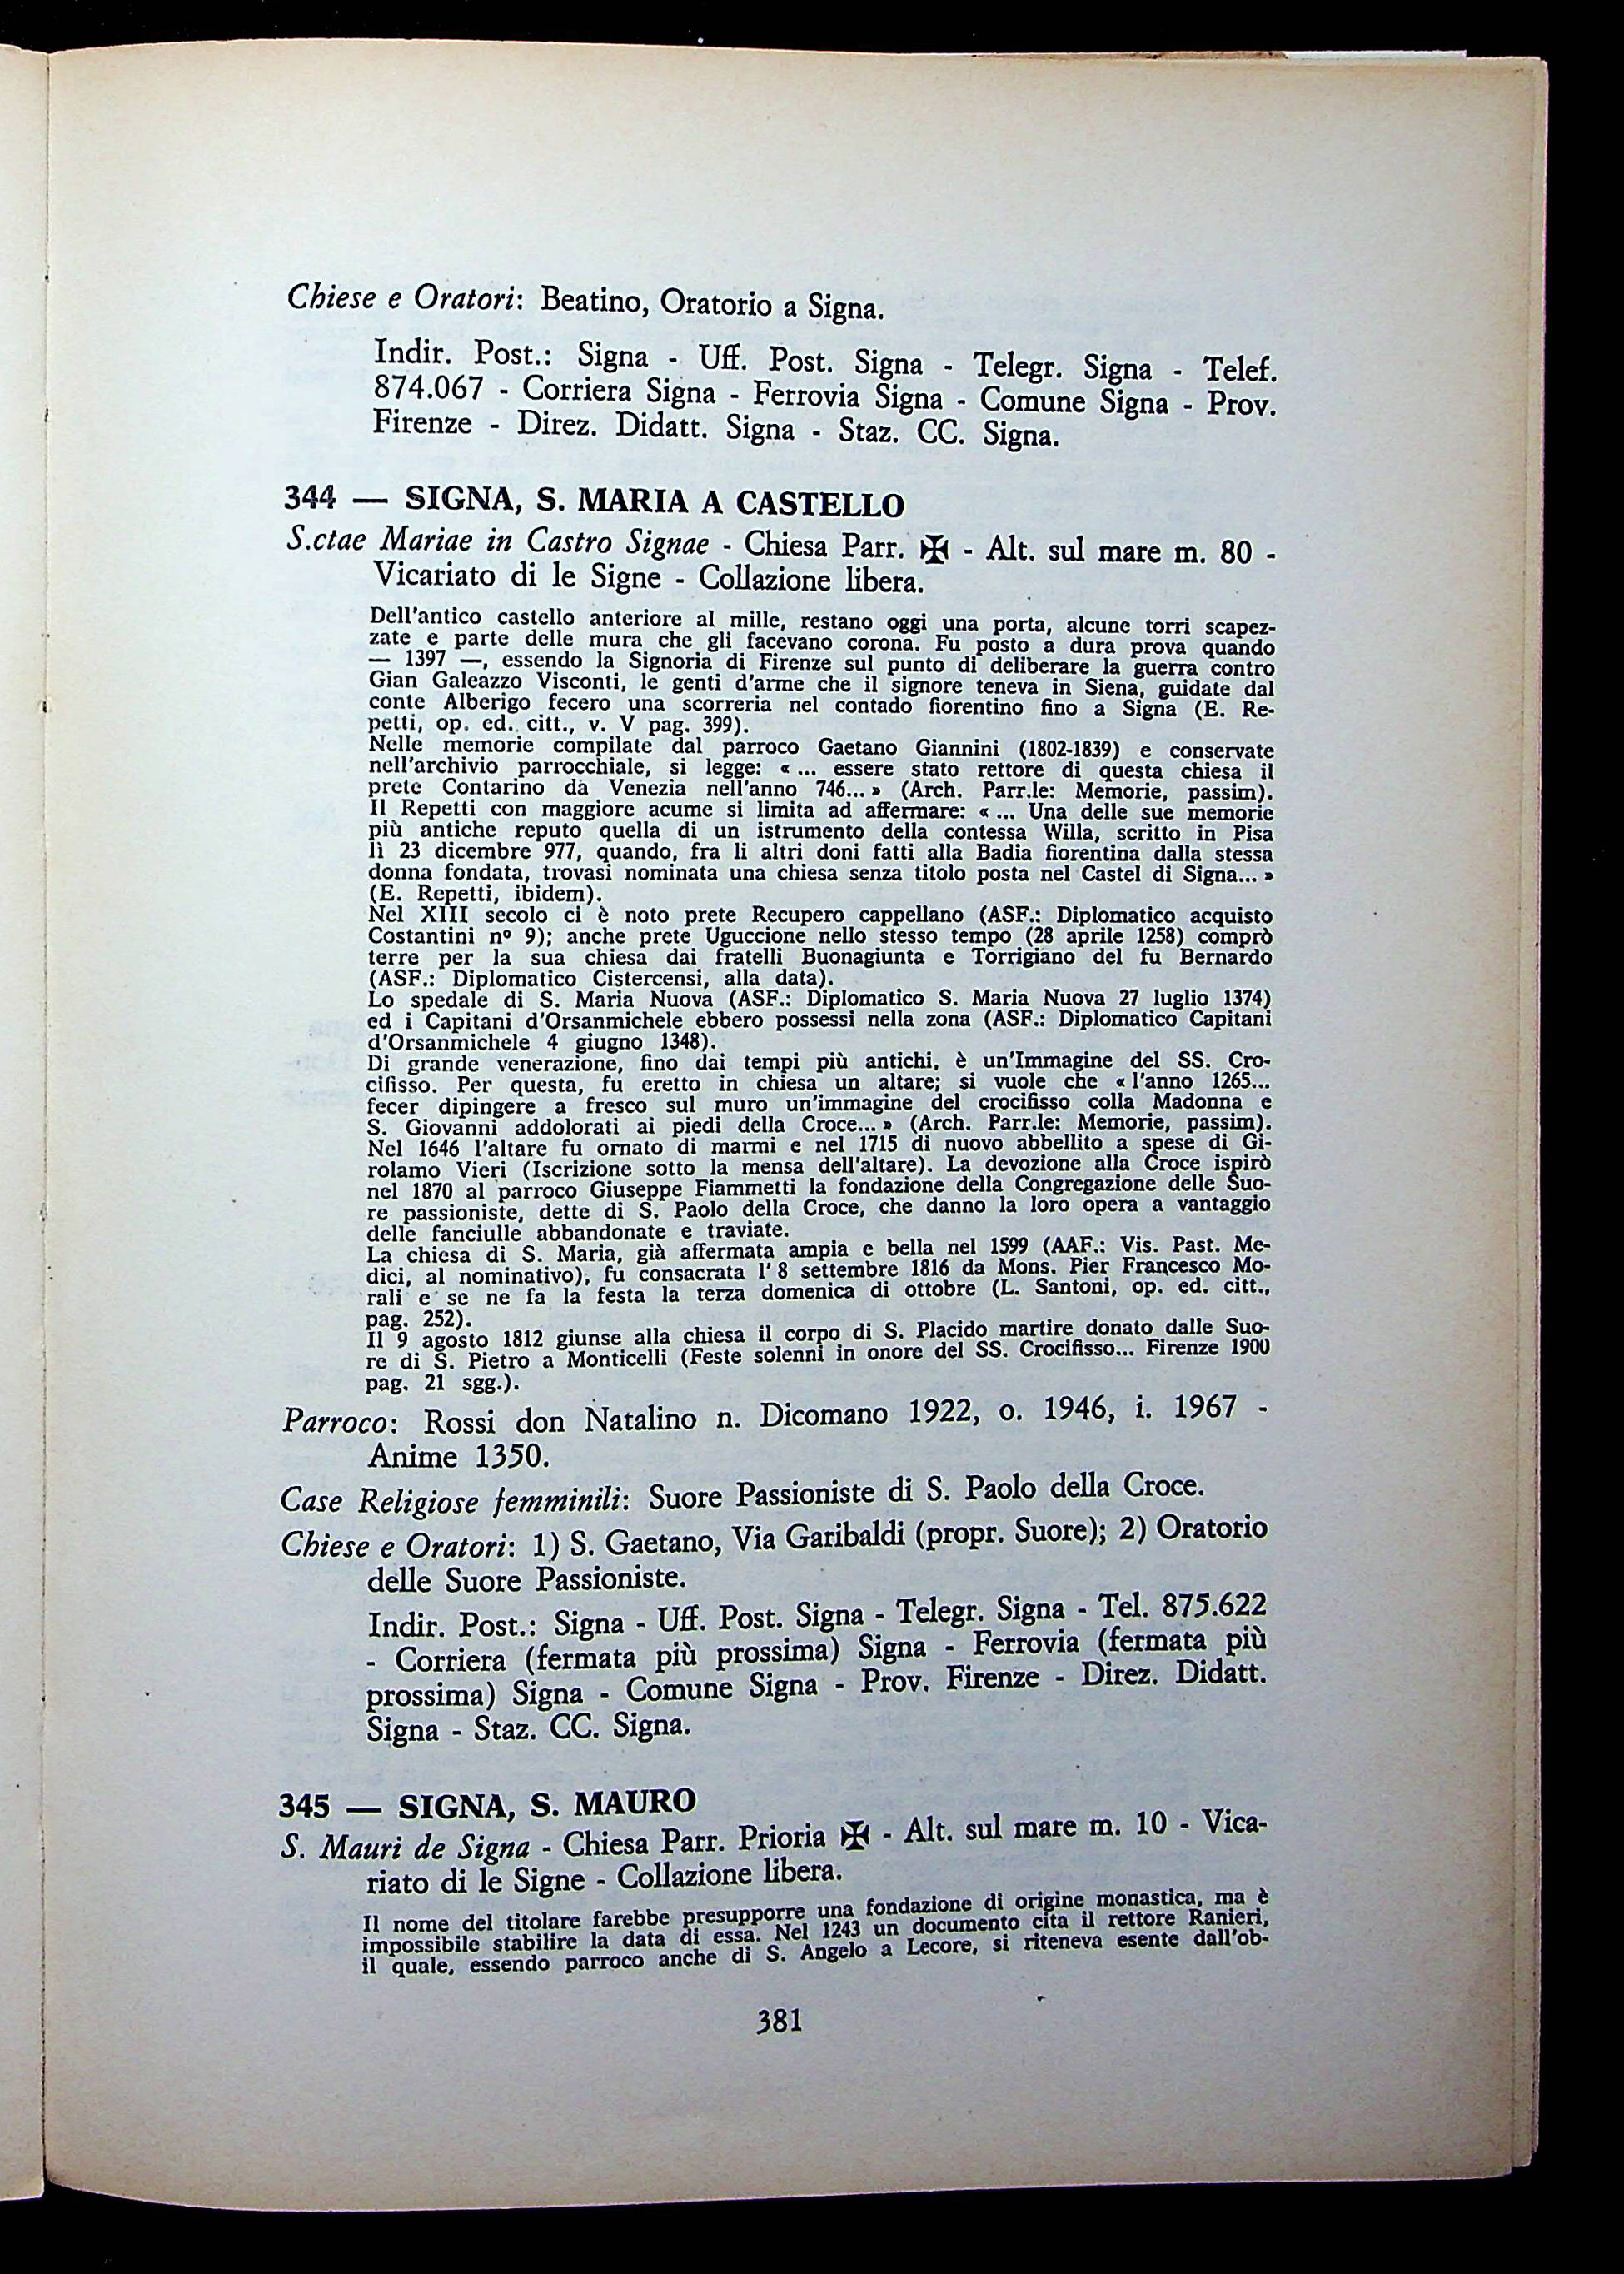 Chiese e Oratori: Beatino, Oratorio a Signa.
Indir. Post.: Signa - Uff. Post. Signa - Telegr. Signa - Telef.
874.067 - Corriera Signa - Ferrovia Signa - Comune Signa - Prov.
Firenze - Direz. Didatt. Signa - Staz. CC. Signa.
344 — SIGNA, S. MARIA A CASTELLO
S.ctae Mariae in Castro Signae - Chiesa Parr. ✠ - Alt. sul mare m. 80 -
Vicariato di le Signe - Collazione libera.
Dell'antico castello anteriore al mille, restano oggi una porta, alcune torri scapez-
zate e parte delle mura che gli facevano corona. Fu posto a dura prova quando
— 1397 —, essendo la Signoria di Firenze sul punto di deliberare la guerra contro
Gian Galeazzo Visconti, le genti d'arme che il signore teneva in Siena, guidate dal
conte Alberigo fecero una scorreria nel contado fiorentino fino a Signa (E. Re-
petti, op. ed. citt., v. V pag. 399).
Nelle memorie compilate dal parroco Gaetano Giannini (1802-1839) e conservate
nell'archivio parrocchiale, si legge: « ... essere stato rettore di questa chiesa il
prete Contarino da Venezia nell'anno 746... » (Arch. Parr.le: Memorie, passim).
Il Repetti con maggiore acume si limita ad affermare: « ... Una delle sue memorie
più antiche reputo quella di un istrumento della contessa Willa, scritto in Pisa
lì 23 dicembre 977, quando, fra li altri doni fatti alla Badia fiorentina dalla stessa
donna fondata, trovasi nominata una chiesa senza titolo posta nel Castel di Signa... »
(E. Repetti, ibidem).
Nel XIII secolo ci è noto prete Recupero cappellano (ASF.: Diplomatico acquisto
Costantini nº 9); anche prete Uguccione nello stesso tempo (28 aprile 1258) comprò
terre per la sua chiesa dai fratelli Buonagiunta e Torrigiano del fu Bernardo
(ASF.: Diplomatico Cistercensi, alla data).
Lo spedale di S. Maria Nuova (ASF.: Diplomatico S. Maria Nuova 27 luglio 1374)
ed i Capitani d'Orsanmichele ebbero possessi nella zona (ASF.: Diplomatico Capitani
d'Orsanmichele 4 giugno 1348).
Di grande venerazione, fino dai tempi più antichi, è un'Immagine del SS. Cro-
cifisso. Per questa, fu eretto in chiesa un altare; si vuole che « l'anno 1265...
fecer dipingere a fresco sul muro un'immagine del crocifisso colla Madonna e
S. Giovanni addolorati ai piedi della Croce... » (Arch. Parr.le: Memorie, passim).
Nel 1646 l'altare fu ornato di marmi e nel 1715 di nuovo abbellito a spese di Gi-
rolamo Vieri (Iscrizione sotto la mensa dell'altare). La devozione alla Croce ispirò
nel 1870 al parroco Giuseppe Fiammetti la fondazione della Congregazione delle Suo-
re passioniste, dette di S. Paolo della Croce, che danno la loro opera a vantaggio
delle fanciulle abbandonate e traviate.
La chiesa di S. Maria, già affermata ampia e bella nel 1599 (AAF.: Vis. Past. Me-
dici, al nominativo), fu consacrata l' 8 settembre 1816 da Mons. Pier Francesco Mo-
rali e se ne fa la festa la terza domenica di ottobre (L. Santoni, op. ed. citt.,
pag. 252).
Il 9 agosto 1812 giunse alla chiesa il corpo di S. Placido martire donato dalle Suo-
re di S. Pietro a Monticelli (Feste solenni in onore del SS. Crocifisso... Firenze 1900
pag. 21 sgg.).
Parroco: Rossi don Natalino n. Dicomano 1922, o. 1946, i. 1967 -
Anime 1350.
Case Religiose femminili: Suore Passioniste di S. Paolo della Croce.
Chiese e Oratori: 1) S. Gaetano, Via Garibaldi (propr. Suore); 2) Oratorio
delle Suore Passioniste.
Indir. Post.: Signa - Uff. Post. Signa - Telegr. Signa - Tel. 875.622
- Corriera (fermata più prossima) Signa - Ferrovia (fermata più
prossima) Signa - Comune Signa - Prov. Firenze - Direz. Didatt.
Signa - Staz. CC. Signa.
345 — SIGNA, S. MAURO
S. Mauri de Signa - Chiesa Parr. Prioria ✠ - Alt. sul mare m. 10 - Vica-
riato di le Signe - Collazione libera.
Il nome del titolare farebbe presupporre una fondazione di origine monastica, ma è
impossibile stabilire la data di essa. Nel 1243 un documento cita il rettore Ranieri,
il quale, essendo parroco anche di S. Angelo a Lecore, si riteneva esente dall'ob-
381